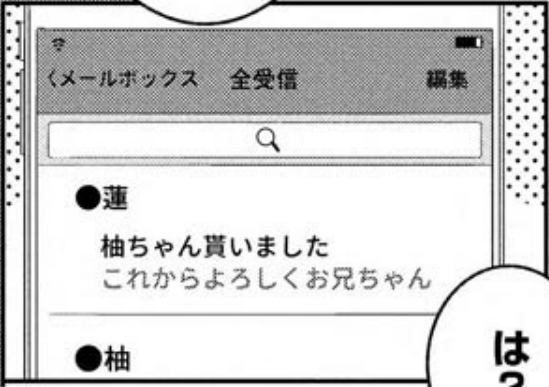 〈メールボックス 全受信 編集
●蓮
柚ちゃん貰いました
これからよろしくお兄ちゃん
●柚
は?